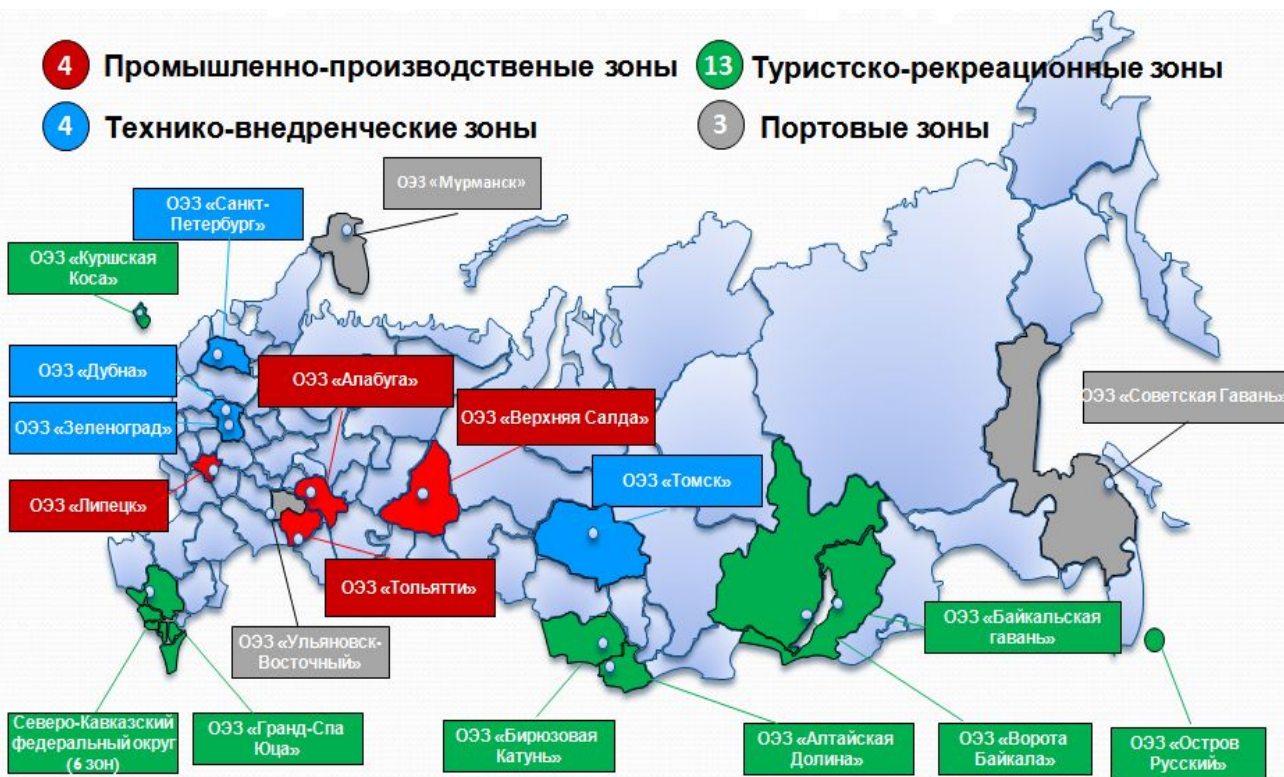 4 Промышленно-производственые зоны
13 Туристско-рекреационные зоны
4 Технико-внедренческие зоны
3 Портовые зоны
ОЭЗ «Мурманск»
ОЭЗ «Санкт-
Петербург»
ОЭЗ «Куршская
Коса»
ОЭЗ «Дубна»
ОЭЗ «Алабуга»
ОЭЗ «Верхняя Салда»
ОЭЗ «Советская Гавань»
ОЭЗ «Зеленоград»
ОЭЗ «Томск»
ОЭЗ «Липецк»
ОЭЗ «Тольятти»
ОЭЗ «Ульяновск-
Восточный»
ОЭЗ «Байкальская
гавань»
Северо-Кавказский
федеральный округ
(6 зон)
ОЭЗ «Гранд-Спа
Юца»
ОЭЗ «Бирюзовая
Катунь»
ОЭЗ «Алтайская
Долина»
ОЭЗ «Ворота
Байкала»
ОЭЗ «Остров
Русский»